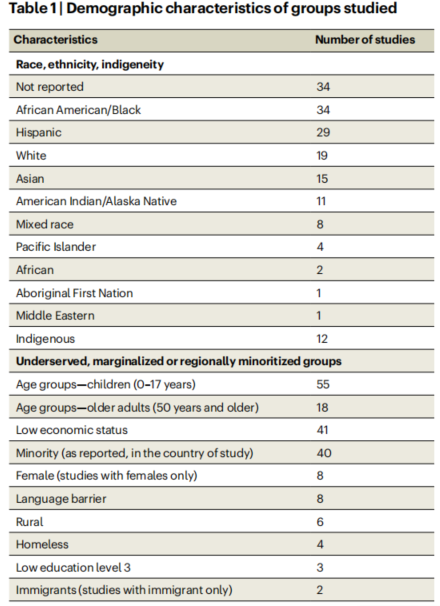 Table 1 | Demographic characteristics of groups studied
Characteristics Number of studies
Race, ethnicity, indigeneity
Not reported 34
African American/Black 34
Hispanic 29
White 19
Asian 15
American Indian/Alaska Native 11
Mixed race 8
Pacific Islander 4
African 2
Aboriginal First Nation 1
Middle Eastern 1
Indigenous 12
Underserved, marginalized or regionally minoritized groups
Age groups—children (0–17 years) 55
Age groups—older adults (50 years and older) 18
Low economic status 41
Minority (as reported, in the country of study) 40
Female (studies with females only) 8
Language barrier 8
Rural 6
Homeless 4
Low education level 3 3
Immigrants (studies with immigrant only) 2